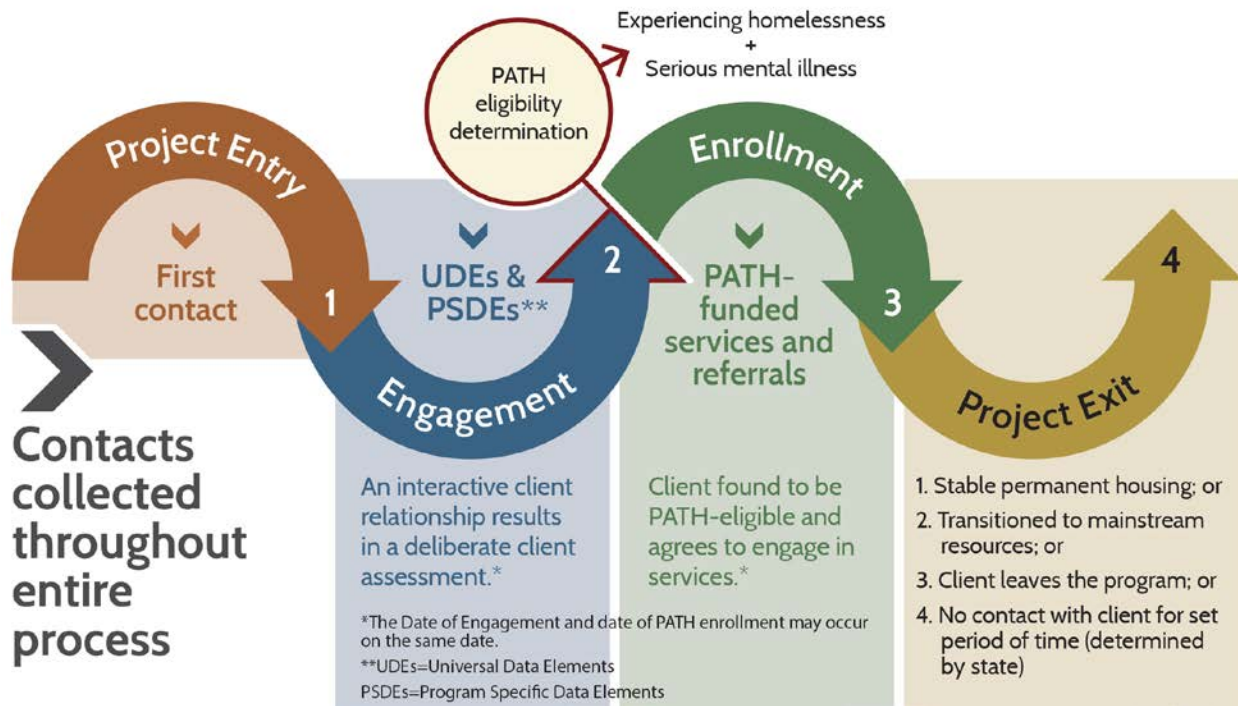 Experiencing homelessness
+
Serious mental illness
PATH
eligibility
determination
Project Entry
First
contact
1
Contacts
collected
throughout
entire
process
UDEs &
PSDEs**
2
Engagement
An interactive client
relationship results
in a deliberate client
assessment.*
Enrollment
PATH-
funded
services and
referrals
3
Client found to be
PATH-eligible and
agrees to engage in
services.*
*The Date of Engagement and date of PATH enrollment may occur
on the same date.
**UDEs=Universal Data Elements
PSDEs=Program Specific Data Elements
4
Project Exit
1. Stable permanent housing; or
2. Transitioned to mainstream
resources; or
3. Client leaves the program; or
4. No contact with client for set
period of time (determined
by state)